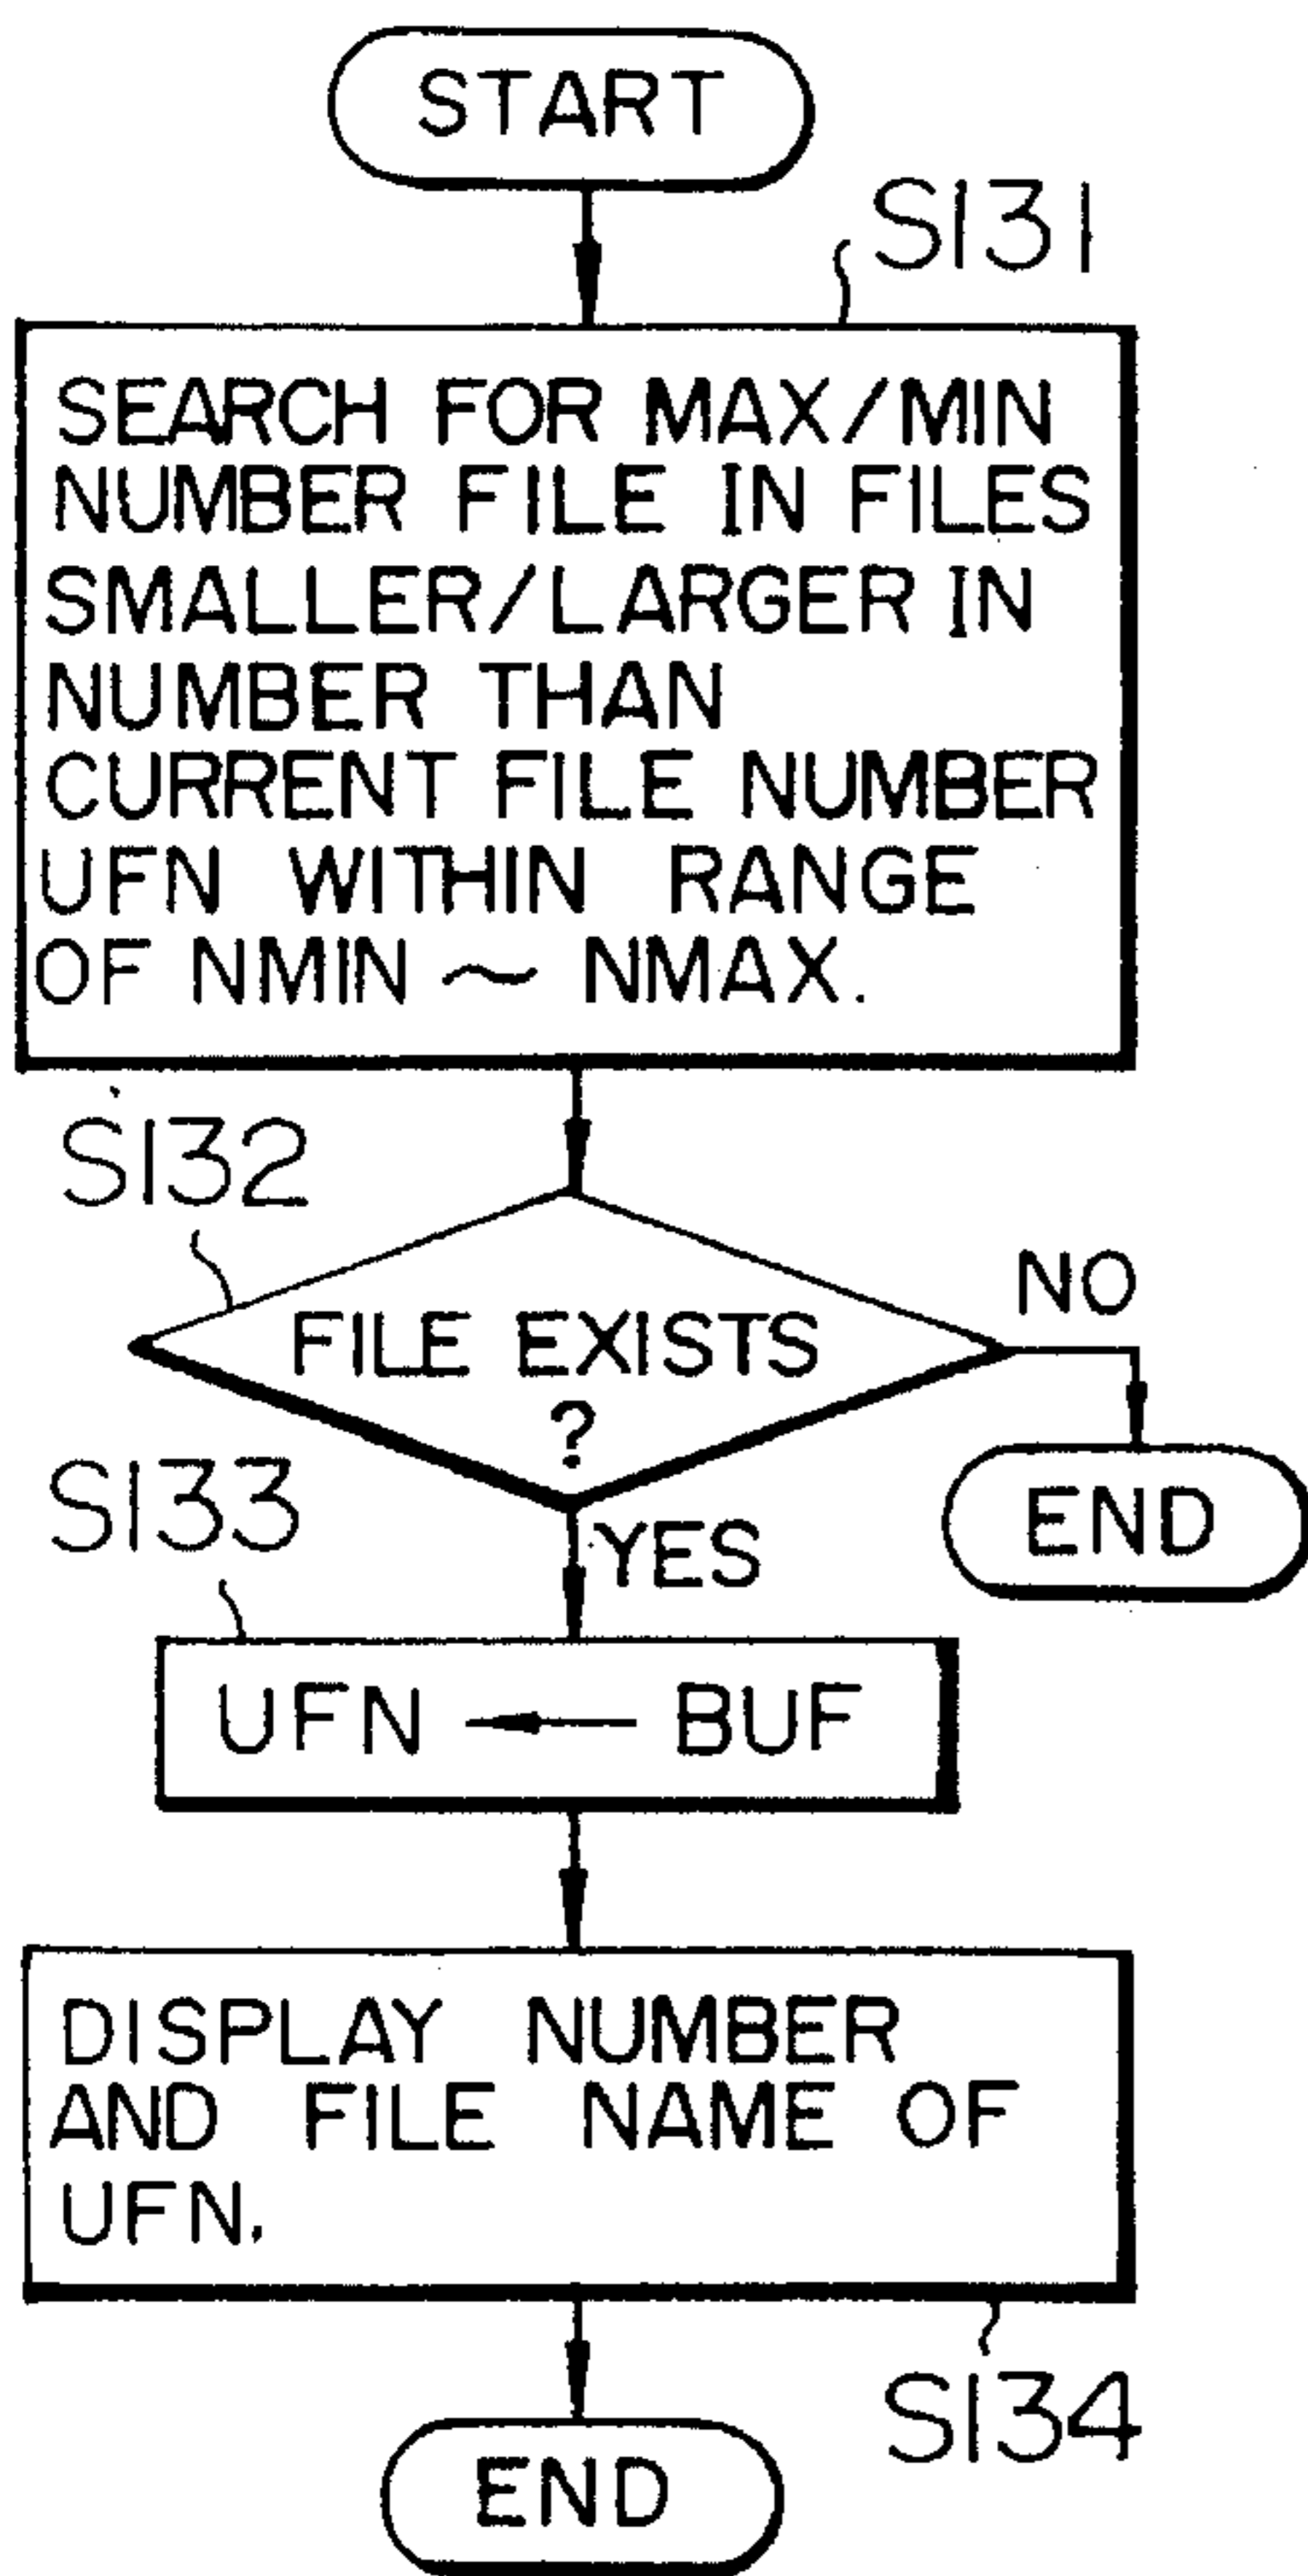 START
S131
SEARCH FOR MAX/MIN
NUMBER FILE IN FILES
SMALLER/LARGER IN
NUMBER THAN
CURRENT FILE NUMBER
UFN WITHIN RANGE
OF NMIN ~ NMAX.
S132
FILE EXISTS
?
NO
END
YES
S133
UFN ← BUF
DISPLAY NUMBER
AND FILE NAME OF
UFN.
S134
END